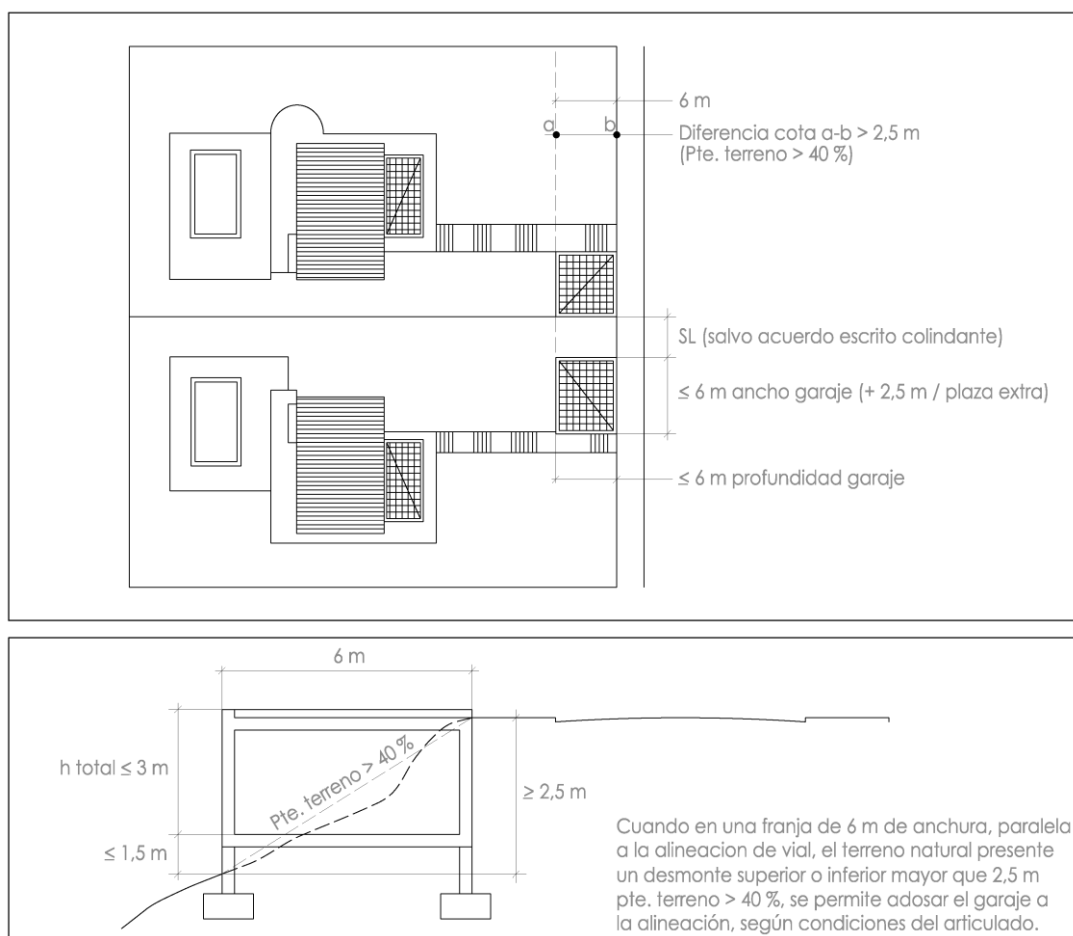 6 m
a
b
Diferencia cota a-b > 2,5 m
(Pte. terreno > 40 %)
SL (salvo acuerdo escrito colindante)
≤ 6 m ancho garaje (+ 2,5 m / plaza extra)
≤ 6 m profundidad garaje
6 m
h total ≤ 3 m
Pte. terreno > 40 %
≥ 2,5 m
≤ 1,5 m
Cuando en una franja de 6 m de anchura, paralela
a la alineacion de vial, el terreno natural presente
un desmonte superior o inferior mayor que 2,5 m
pte. terreno > 40 %, se permite adosar el garaje a
la alineación, según condiciones del articulado.